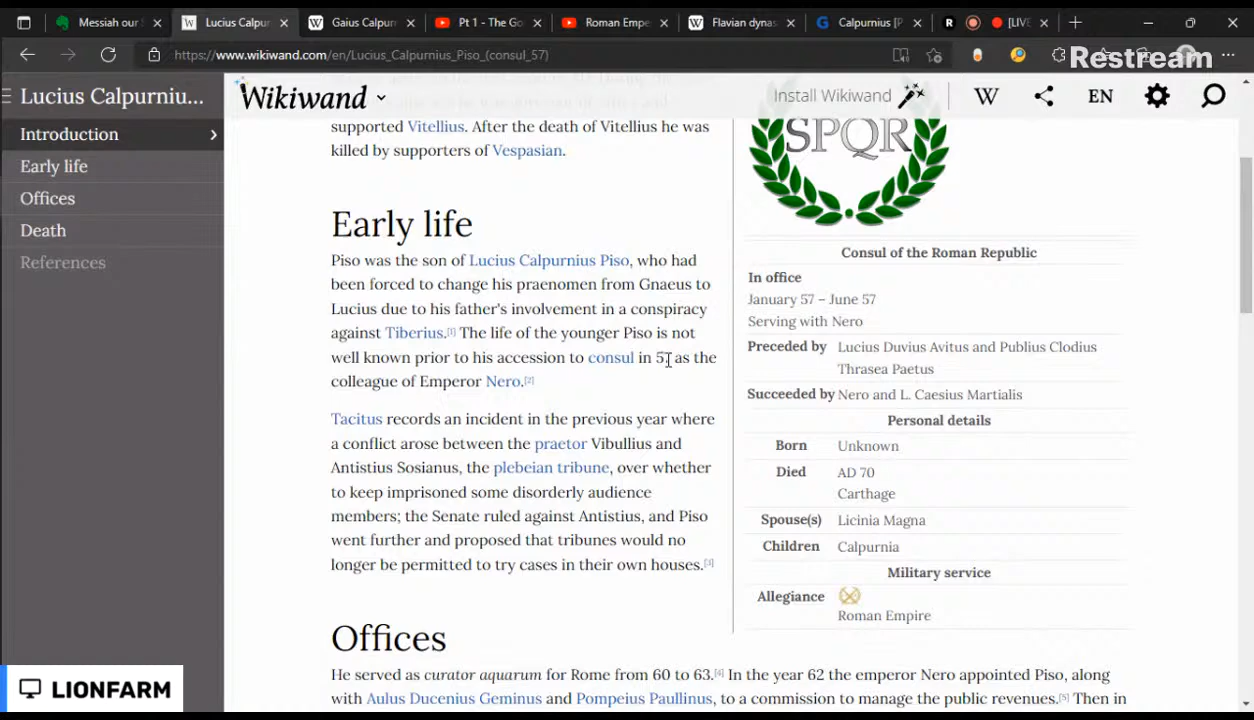 Messiah our
Lucius Calpur
Gaius Calpurn
Pt 1 - The Go
Roman Empe
Flavian dynas
Calpurnius [P
[LIVE
https://www.wikiwand.com/en/Lucius_Calpurnius_Piso_(consul_57)
Restream
Lucius Calpurniu...
Wikiwand
Install Wikiwand
W
EN
Introduction
Early life
Offices
Death
References
supported Vitellius. After the death of Vitellius he was
killed by supporters of Vespasian.
SPQR
Early life
Piso was the son of Lucius Calpurnius Piso, who had
been forced to change his praenomen from Gnaeus to
Lucius due to his father's involvement in a conspiracy
against Tiberius.[1] The life of the younger Piso is not
well known prior to his accession to consul in 57 as the
colleague of Emperor Nero.[2]
Tacitus records an incident in the previous year where
a conflict arose between the praetor Vibullius and
Antistius Sosianus, the plebeian tribune, over whether
to keep imprisoned some disorderly audience
members; the Senate ruled against Antistius, and Piso
went further and proposed that tribunes would no
longer be permitted to try cases in their own houses.[3]
Consul of the Roman Republic
In office
January 57 – June 57
Serving with Nero
Preceded by Lucius Duvius Avitus and Publius Clodius
Thrasea Paetus
Succeeded by Nero and L. Caesius Martialis
Personal details
Born Unknown
Died AD 70
Carthage
Spouse(s) Licinia Magna
Children Calpurnia
Military service
Allegiance
Roman Empire
Offices
He served as curator aquarum for Rome from 60 to 63.[4] In the year 62 the emperor Nero appointed Piso, along
with Aulus Ducenius Geminus and Pompeius Paullinus, to a commission to manage the public revenues.[5] Then in
LIONFARM